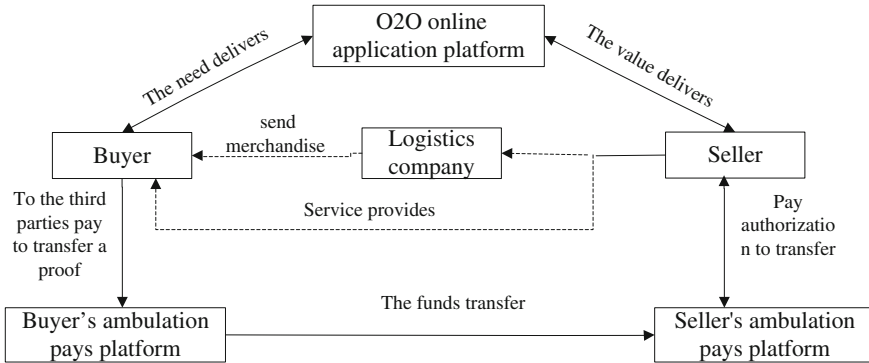 O2O online
application platform
The need delivers
The value delivers
send
merchandise
Buyer
Logistics
company
Seller
To the third
parties pay
to transfer a
proof
Service provides
Pay
authorizatio
n to transfer
The funds transfer
Buyer's ambulation
pays platform
Seller's ambulation
pays platform